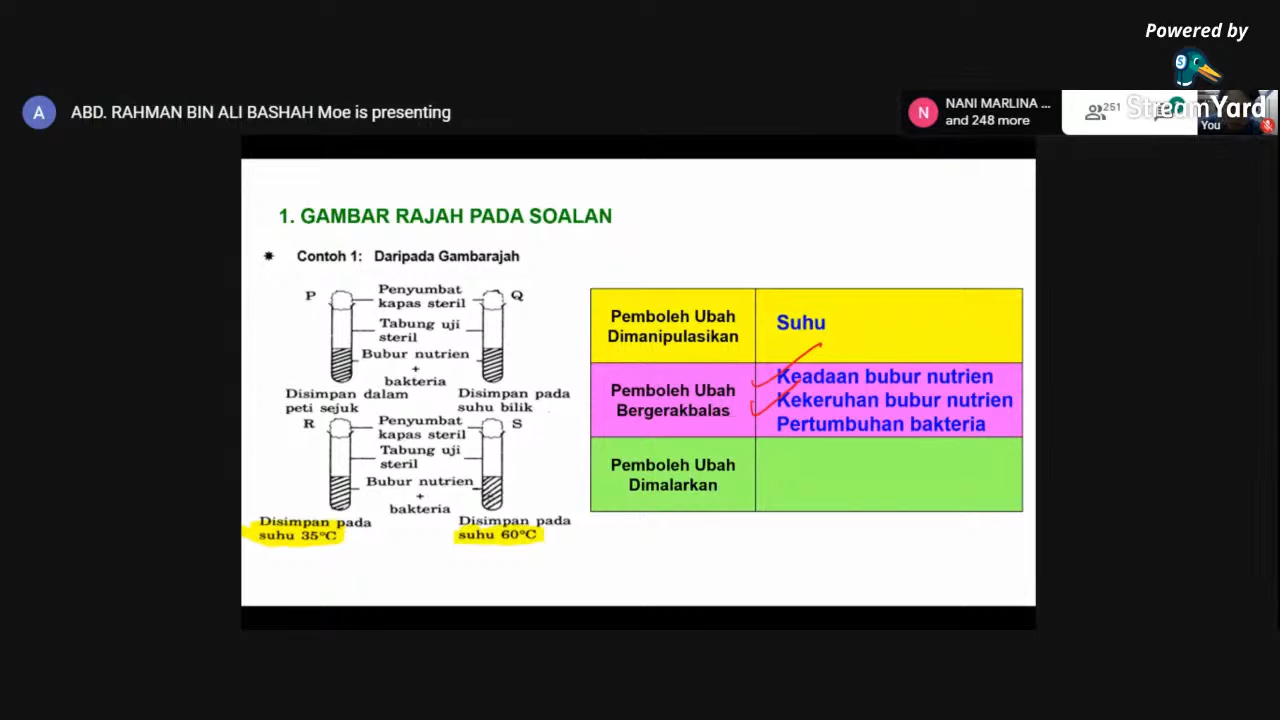 Powered by
StreamYard
A
ABD. RAHMAN BIN ALI BASHAH Moe is presenting
N
NANI MARLINA ...
and 248 more
251
You
1. GAMBAR RAJAH PADA SOALAN
Contoh 1: Daripada Gambarajah
P
Penyumbat
kapas steril
Q
Tabung uji
steril
Bubur nutrien
+
bakteria
Disimpan dalam
peti sejuk
Disimpan pada
suhu bilik
R
Penyumbat
kapas steril
S
Tabung uji
steril
Bubur nutrien
+
bakteria
Disimpan pada
suhu 35°C
Disimpan pada
suhu 60°C
Pemboleh Ubah
Dimanipulasikan
Suhu
Pemboleh Ubah
Bergerakbalas
Keadaan bubur nutrien
Kekeruhan bubur nutrien
Pertumbuhan bakteria
Pemboleh Ubah
Dimalarkan